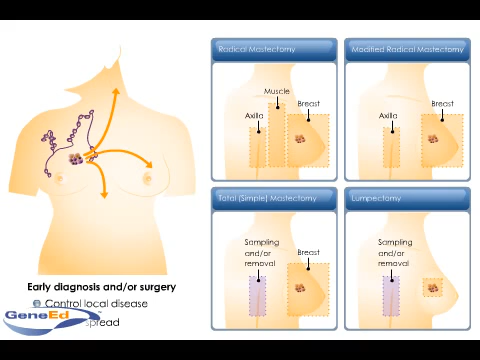 Radical Mastectomy
Muscle
Axilla
Breast
Modified Radical Mastectomy
Axilla
Breast
Total (Simple) Mastectomy
Sampling
and/or
removal
Breast
Lumpectomy
Sampling
and/or
removal
Early diagnosis and/or surgery
Control local disease
spread
GeneEd